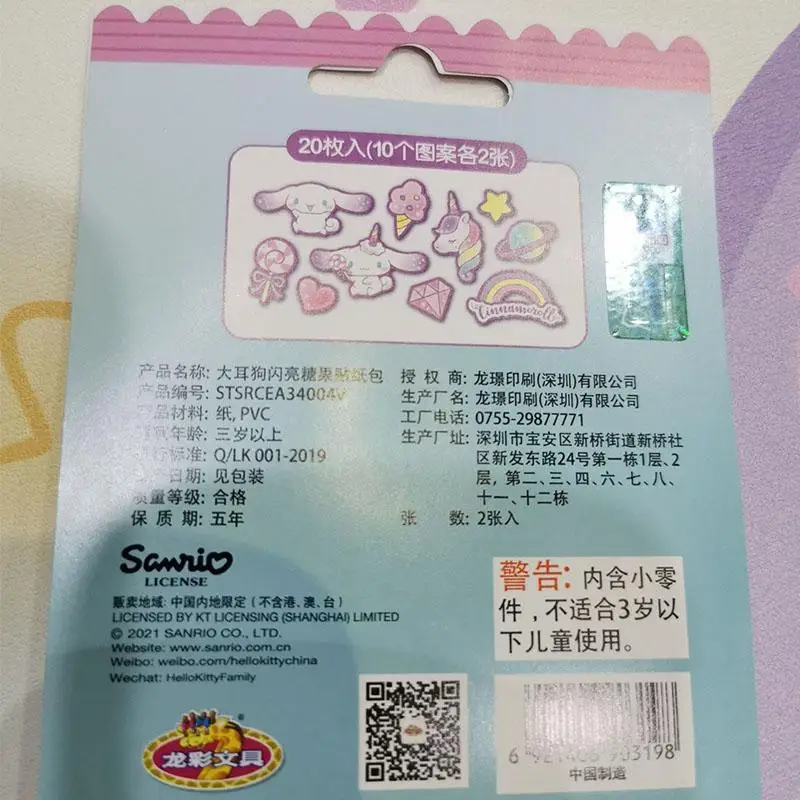 20枚入(10个图案各2张)
Cinnamoroll
产品名称: 大耳狗闪亮糖果贴纸包
产品编号: STSRCEA34004V
产品材料: 纸, PVC
年龄: 三岁以上
行标准: Q/LK 001-2019
日期: 见包装
质量等级: 合格
保 质 期: 五年
授 权 商: 龙璟印刷(深圳)有限公司
生产厂名: 龙璟印刷(深圳)有限公司
工厂电话: 0755-29877771
生产厂址: 深圳市宝安区新桥街道新桥社
区新发东路24号第一栋1层、2
层, 第二、三、四、六、七、八、
十一、十二栋
张 数: 2张入
Sanrio
LICENSE
贩卖地域: 中国内地限定 ( 不含港、澳、台 )
LICENSED BY KT LICENSING (SHANGHAI) LIMITED
© 2021 SANRIO CO., LTD.
Website: www.sanrio.com.cn
Weibo: weibo.com/hellokittychina
Wechat: HelloKittyFamily
警告: 内含小零
件 , 不适合3岁以
下儿童使用。
龙彩文具
®
中国制造